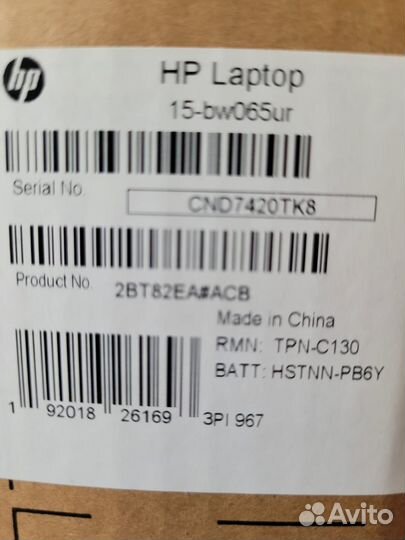 hp
HP Laptop
15-bw065ur
Serial No.
CND7420TK8
Product No.
2BT82EA#ACB
Made in China
RMN: TPN-C130
BATT: HSTNN-PB6Y
1 92018 26169 3PI 967
Avito